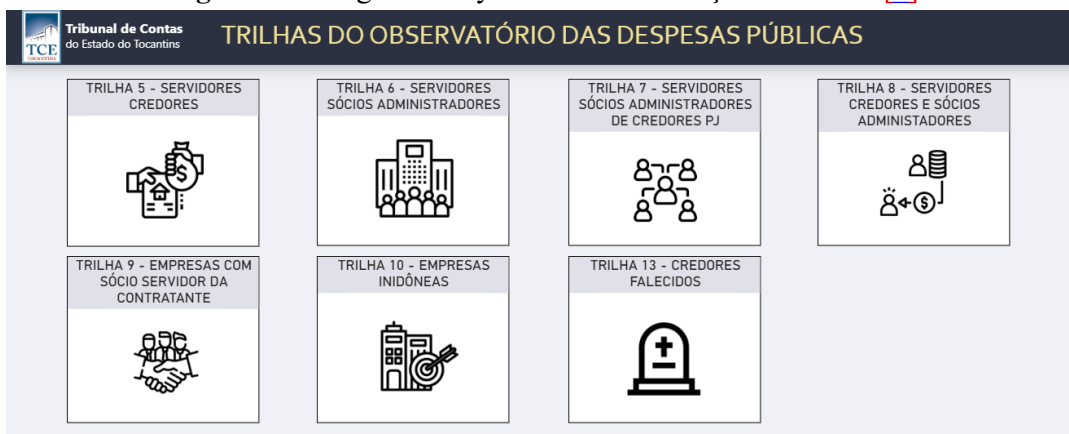 Tribunal de Contas
do Estado do Tocantins
TCE
TOCANTINS
TRILHAS DO OBSERVATÓRIO DAS DESPESAS PÚBLICAS
TRILHA 5 - SERVIDORES
CREDORES
TRILHA 6 - SERVIDORES
SÓCIOS ADMINISTRADORES
TRILHA 7 - SERVIDORES
SÓCIOS ADMINISTRADORES
DE CREDORES PJ
TRILHA 8 - SERVIDORES
CREDORES E SÓCIOS
ADMINISTADORES
TRILHA 9 - EMPRESAS COM
SÓCIO SERVIDOR DA
CONTRATANTE
TRILHA 10 - EMPRESAS
INIDÔNEAS
TRILHA 13 - CREDORES
FALECIDOS